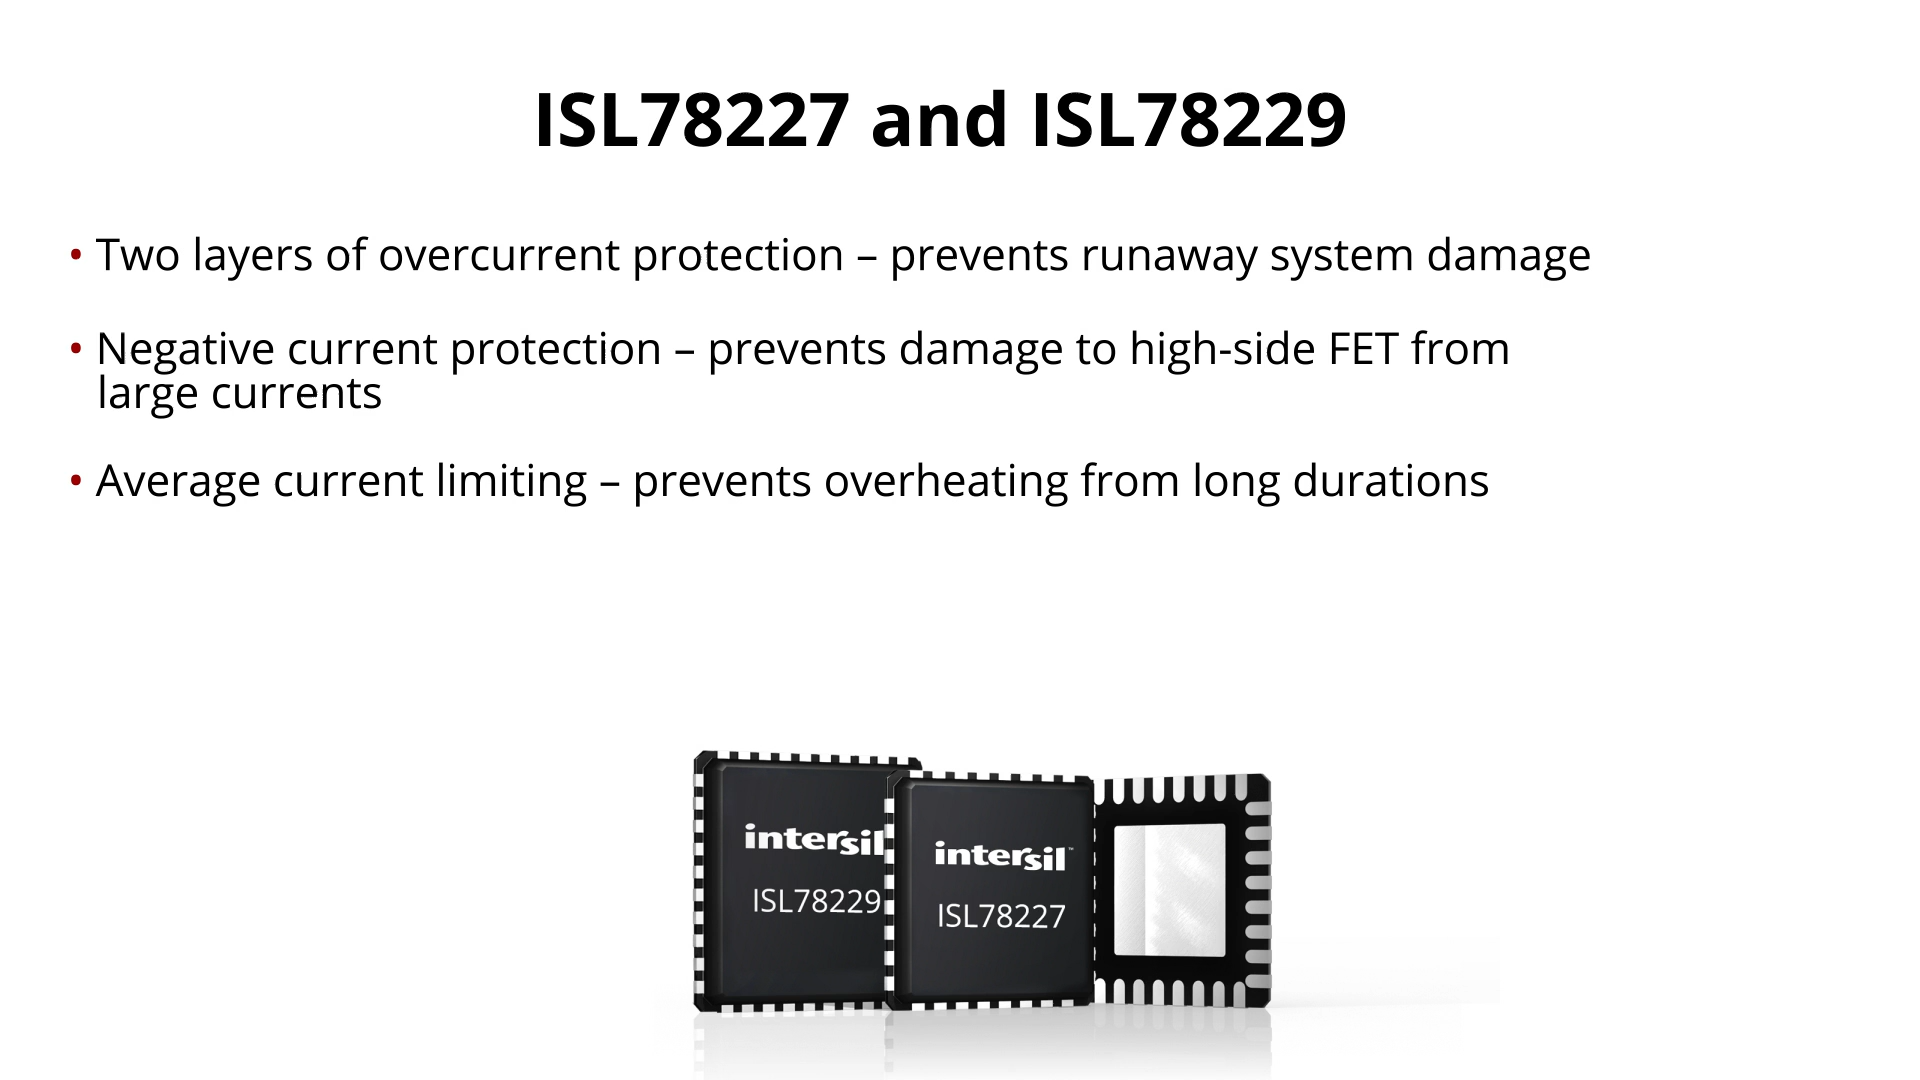 ISL78227 and ISL78229
• Two layers of overcurrent protection – prevents runaway system damage
• Negative current protection – prevents damage to high-side FET from
large currents
• Average current limiting – prevents overheating from long durations
intersil
ISL78229
intersil™
ISL78227